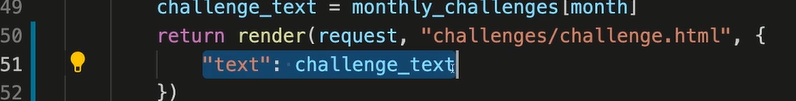 49 challenge_text = monthly_challenges[month]
50 return render(request, "challenges/challenge.html", {
51 "text": challenge_text
52 })